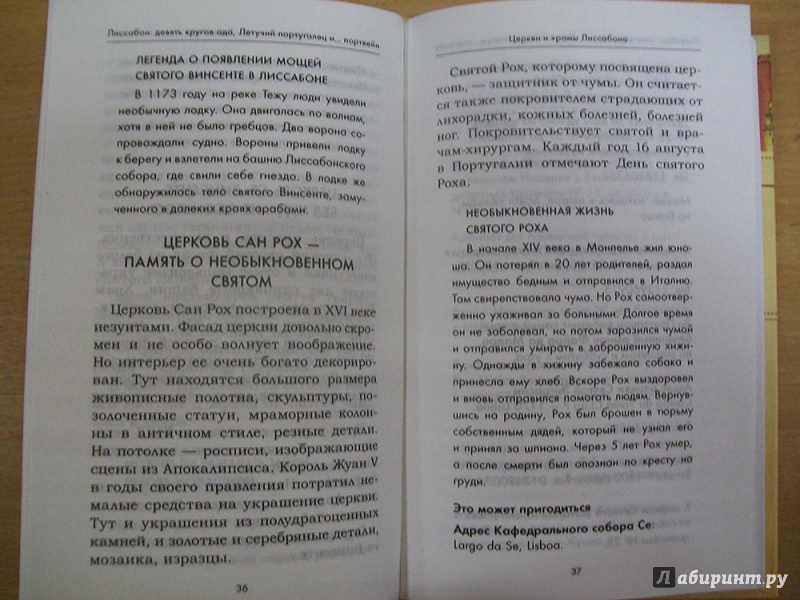 Лиссабон: девять кругов ада, Летучий португалец и... портвейн
ЛЕГЕНДА О ПОЯВЛЕНИИ МОЩЕЙ
СВЯТОГО ВИНСЕНТЕ В ЛИССАБОНЕ
В 1173 году на реке Тежу люди увидели
необычную лодку. Она двигалась по волнам,
хотя в ней не было гребцов. Два ворона со-
провождали судно. Вороны привели лодку
к берегу и взлетели на башню Лиссабонского
собора, где свили себе гнездо. В лодке же
обнаружилось тело святого Винсенте, заму-
ченного в далеких краях арабами.
ЦЕРКОВЬ САН РОХ —
ПАМЯТЬ О НЕОБЫКНОВЕННОМ
СВЯТОМ
Церковь Сан Рох построена в XVI веке
иезуитами. Фасад церкви довольно скро-
мен и не особо волнует воображение.
Но интерьер ее очень богато декориро-
ван. Тут находятся большого размера
живописные полотна, скульптуры, по-
золоченные статуи, мраморные колон-
ны в античном стиле, резные детали.
На потолке — росписи, изображающие
сцены из Апокалипсиса. Король Жуан V
в годы своего правления потратил не-
малые средства на украшение церкви.
Тут и украшения из полудрагоценных
камней, и золотые и серебряные детали,
мозаика, изразцы.
36
Церкви и храмы Лиссабона
Святой Рох, которому посвящена цер-
ковь, — защитник от чумы. Он считает-
ся также покровителем страдающих от
лихорадки, кожных болезней, болезней
ног. Покровительствует святой и вра-
чам-хирургам. Каждый год 16 августа
в Португалии отмечают День святого
Роха.
НЕОБЫКНОВЕННАЯ ЖИЗНЬ
СВЯТОГО РОХА
В начале XIV века в Монпелье жил юно-
ша. Он потерял в 20 лет родителей, раздал
имущество бедным и отправился в Италию.
Там свирепствовала чума. Но Рох самоотвер-
женно ухаживал за больными. Долгое время
он не заболевал, но потом заразился чумой
и отправился умирать в заброшенную хижи-
ну. Однажды в хижину забежала собака и
принесла ему хлеб. Вскоре Рох выздоровел
и вновь отправился помогать людям. Вернув-
шись на родину, Рох был брошен в тюрьму
собственным дядей, который не узнал его
и принял за шпиона. Через 5 лет Рох умер,
а после смерти был опознан по кресту на
груди.
Это может пригодиться
Адрес Кафедрального собора Се:
Largo da Se, Lisboa.
37
Лабиринт.ру